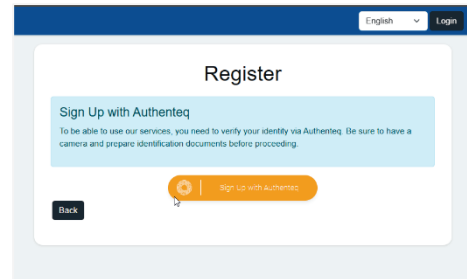 English
Login
Register
Sign Up with Authenteq
To be able to use our services, you need to verify your identity via Authenteq. Be sure to have a
camera and prepare identification documents before proceeding.
Sign Up with Authenteq
Back